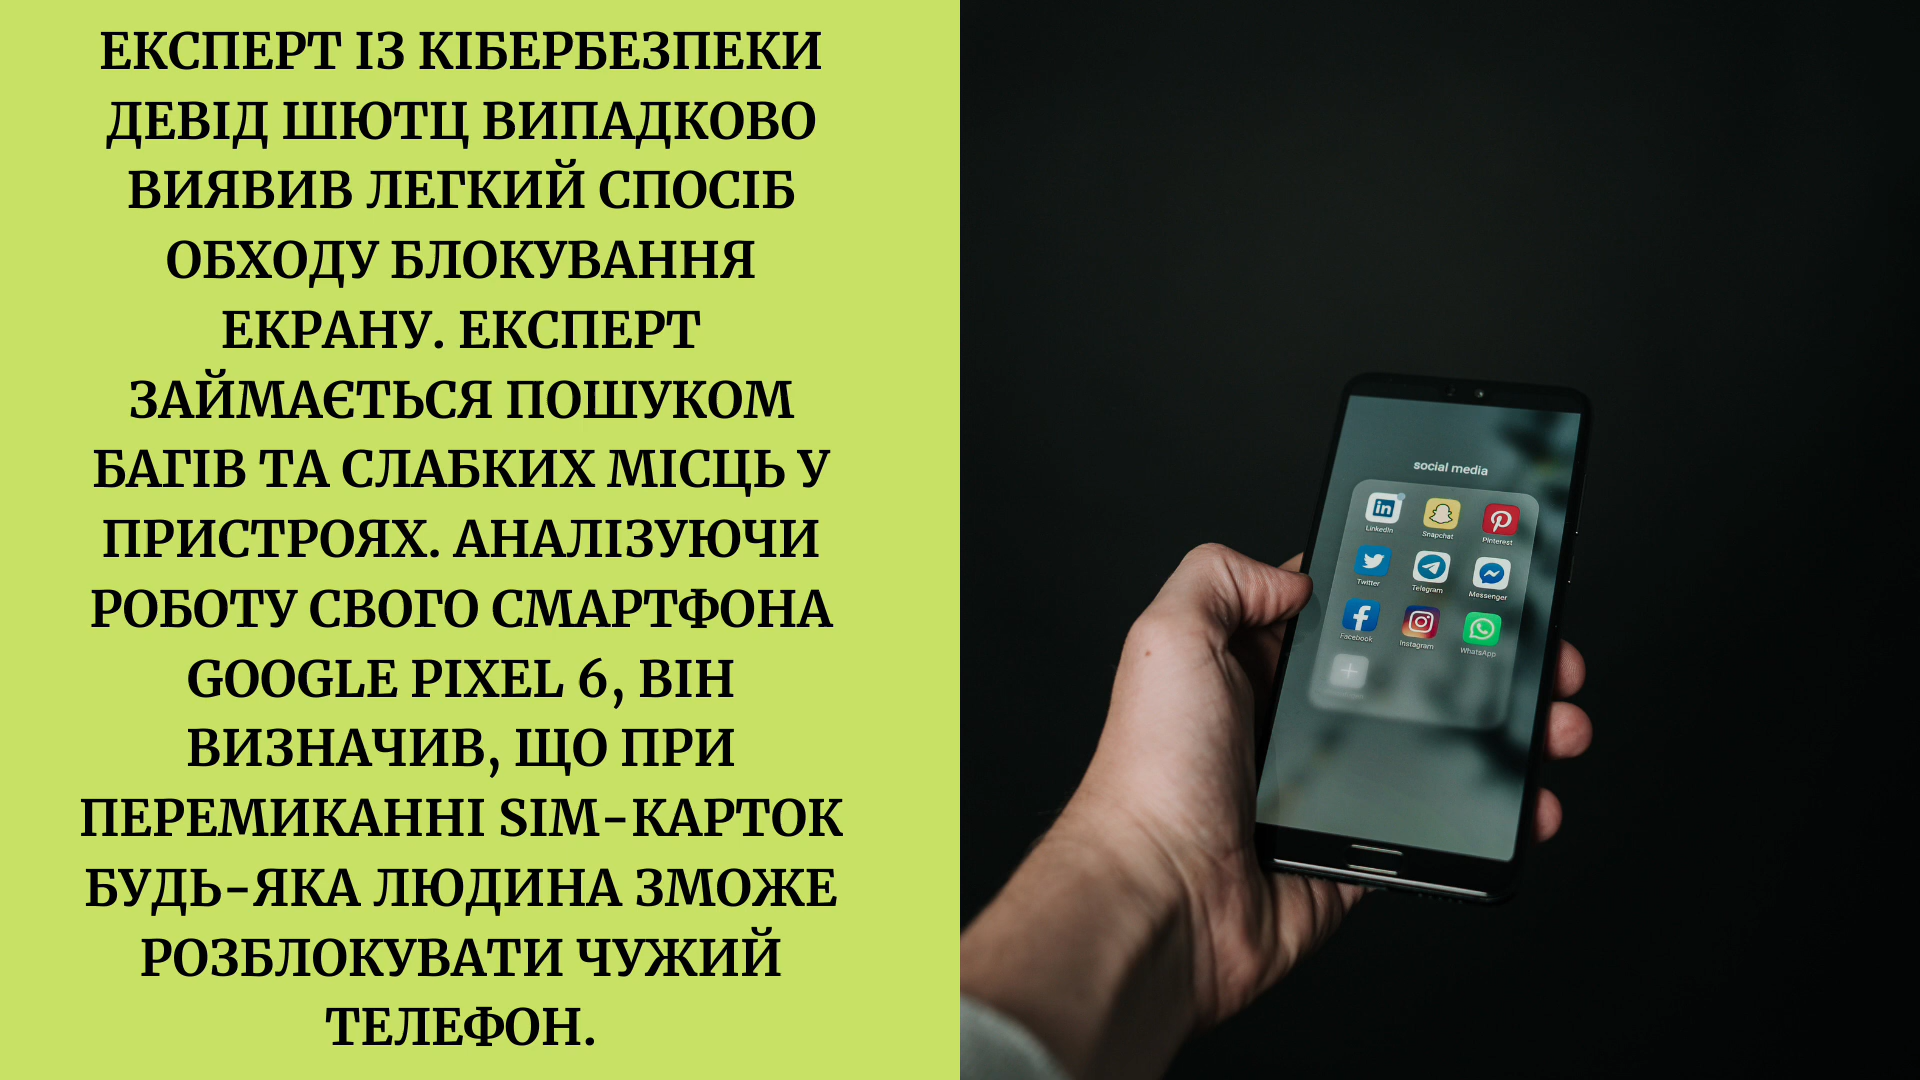 ЕКСПЕРТ ІЗ КІБЕРБЕЗПЕКИ
ДЕВІД ШЮТЦ ВИПАДКОВО
ВИЯВИВ ЛЕГКИЙ СПОСІБ
ОБХОДУ БЛОКУВАННЯ
ЕКРАНУ. ЕКСПЕРТ
ЗАЙМАЄТЬСЯ ПОШУКОМ
БАГІВ ТА СЛАБКИХ МІСЦЬ У
ПРИСТРОЯХ. АНАЛІЗУЮЧИ
РОБОТУ СВОГО СМАРТФОНА
GOOGLE PIXEL 6, ВІН
ВИЗНАЧИВ, ЩО ПРИ
ПЕРЕМИКАННІ SIM-КАРТОК
БУДЬ-ЯКА ЛЮДИНА ЗМОЖЕ
РОЗБЛОКУВАТИ ЧУЖИЙ
ТЕЛЕФОН.
social media
LinkedIn Snapchat Pinterest
Twitter Telegram Messenger
Facebook Instagram WhatsApp